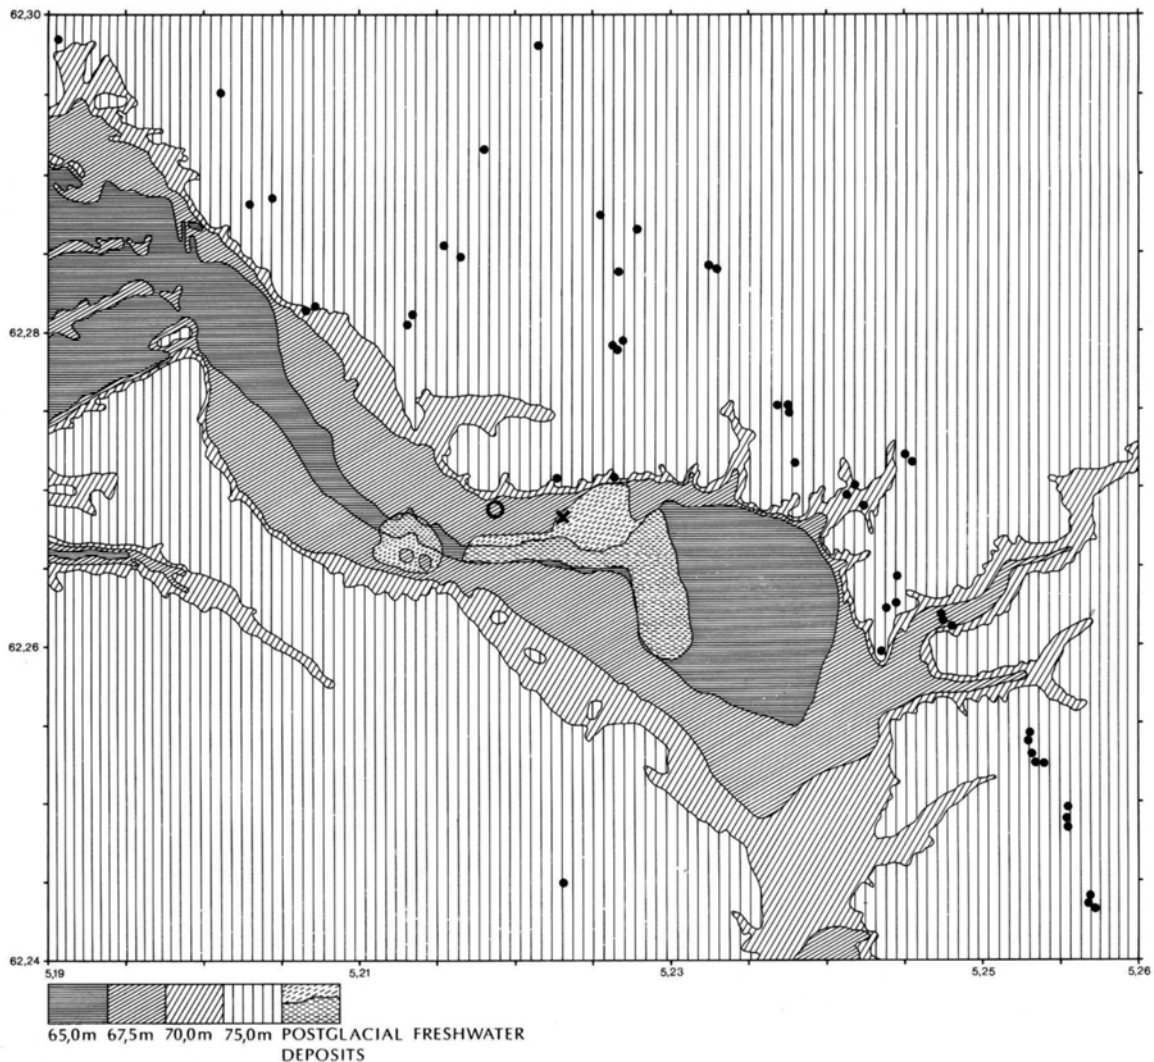 62,30
62,28
62,26
62,24
5,19 5,21 5,23 5,25 5,26
65,0m 67,5m 70,0m 75,0m POSTGLACIAL FRESHWATER
DEPOSITS